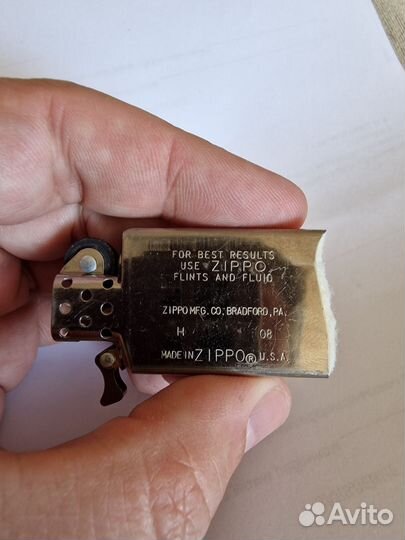 FOR BEST RESULTS
USE ZIPPO
FLINTS AND FLUID
ZIPPO MFG. CO. BRADFORD, PA.
H 08
MADE IN ZIPPO® U.S.A.
Avito